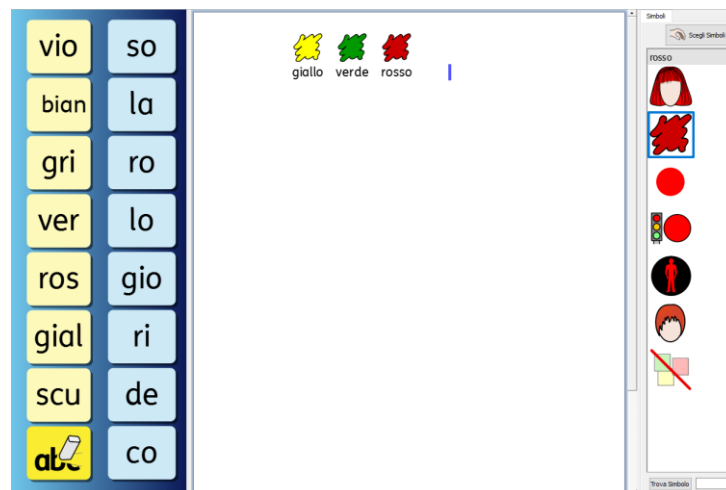 vio so
bian la
gri ro
ver lo
ros gio
gial ri
scu de
abc co
giallo verde rosso
Simboli
Scegli Simboli
rosso
Trova Simbolo